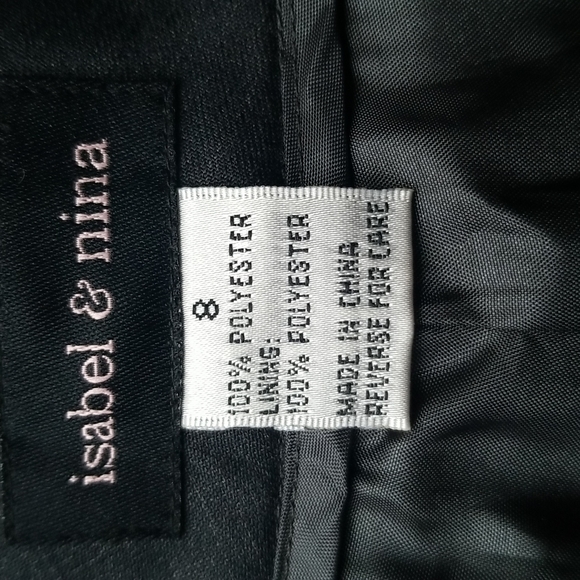 isabel & nina
8
100% POLYESTER
LINING:
100% POLYESTER
MADE IN CHINA
REVERSE FOR CARE